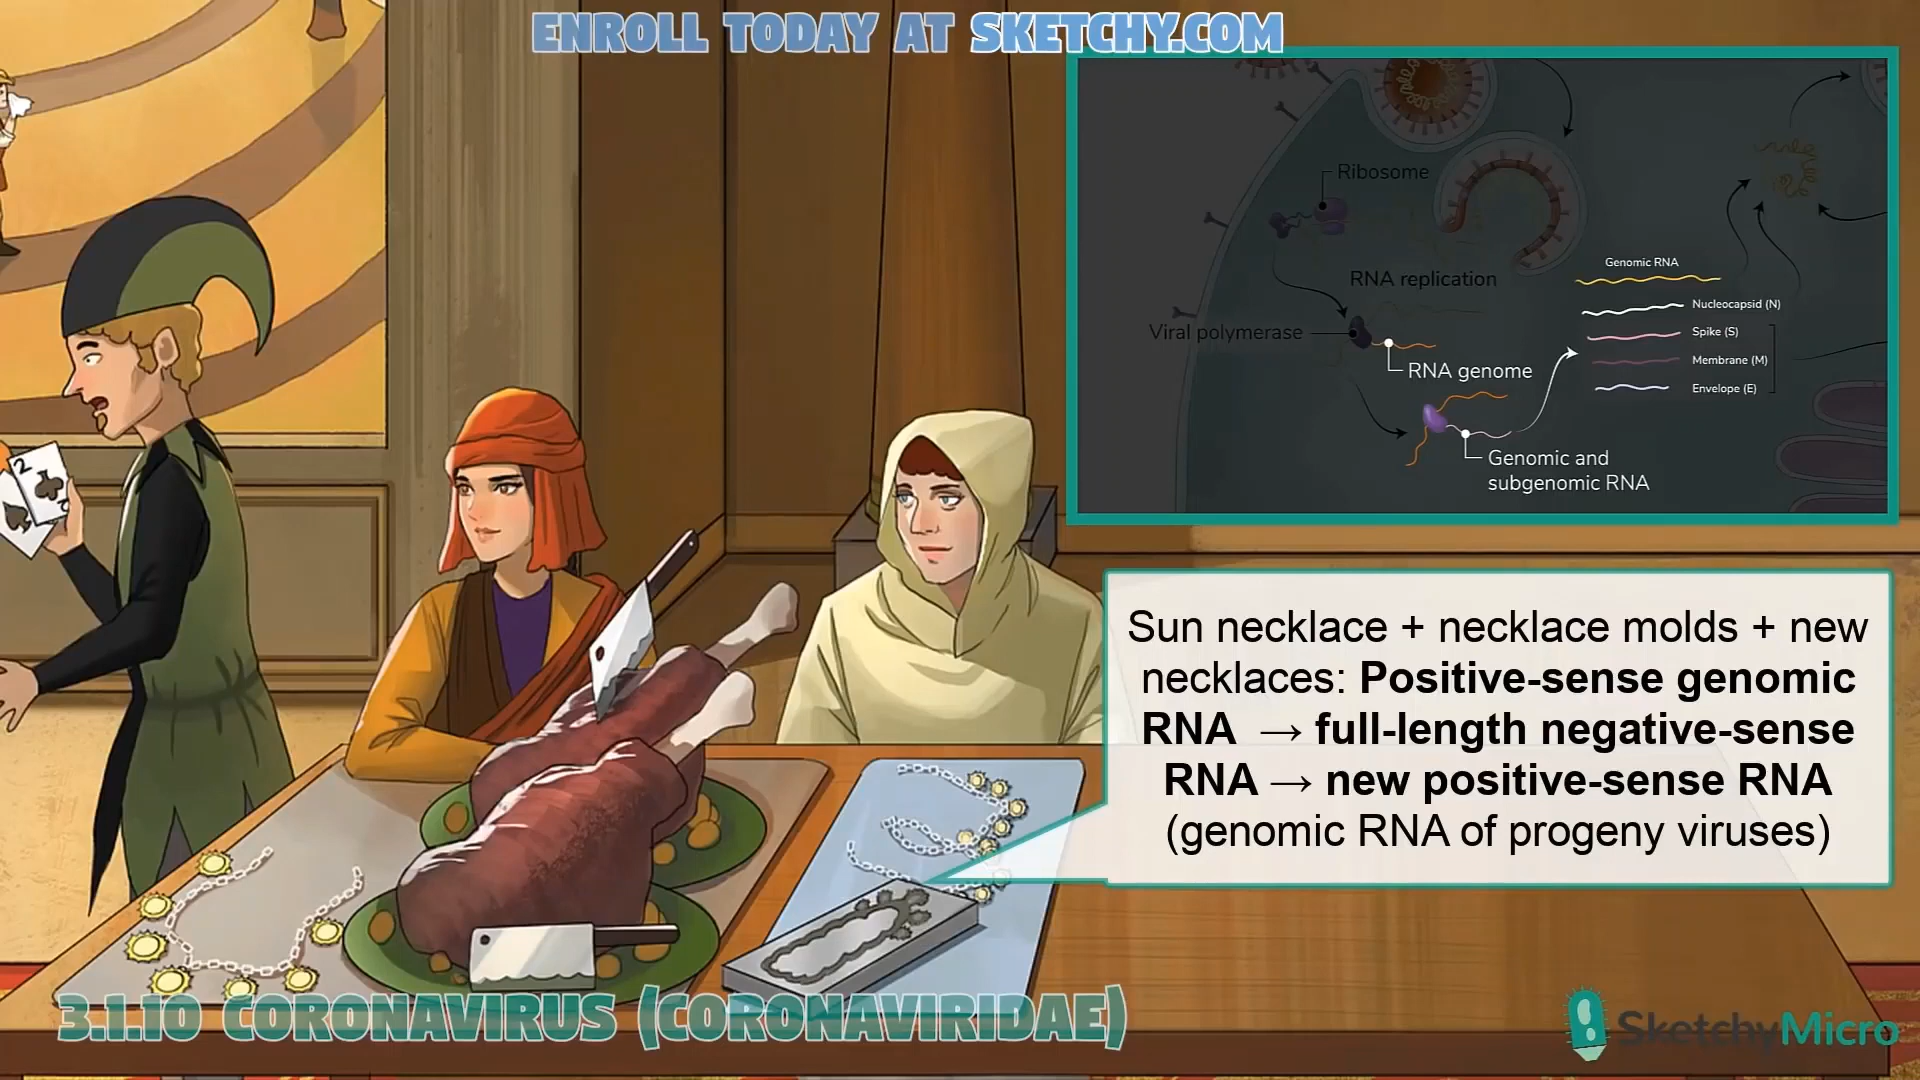 ENROLL TODAY AT SKETCHY.COM
Ribosome
RNA replication
Viral polymerase
RNA genome
Genomic and
subgenomic RNA
Genomic RNA
Nucleocapsid (N)
Spike (S)
Membrane (M)
Envelope (E)
2
2
Sun necklace + necklace molds + new
necklaces: Positive-sense genomic
RNA → full-length negative-sense
RNA → new positive-sense RNA
(genomic RNA of progeny viruses)
3.1.10 CORONAVIRUS (CORONAVIRIDAE)
SketchyMicro